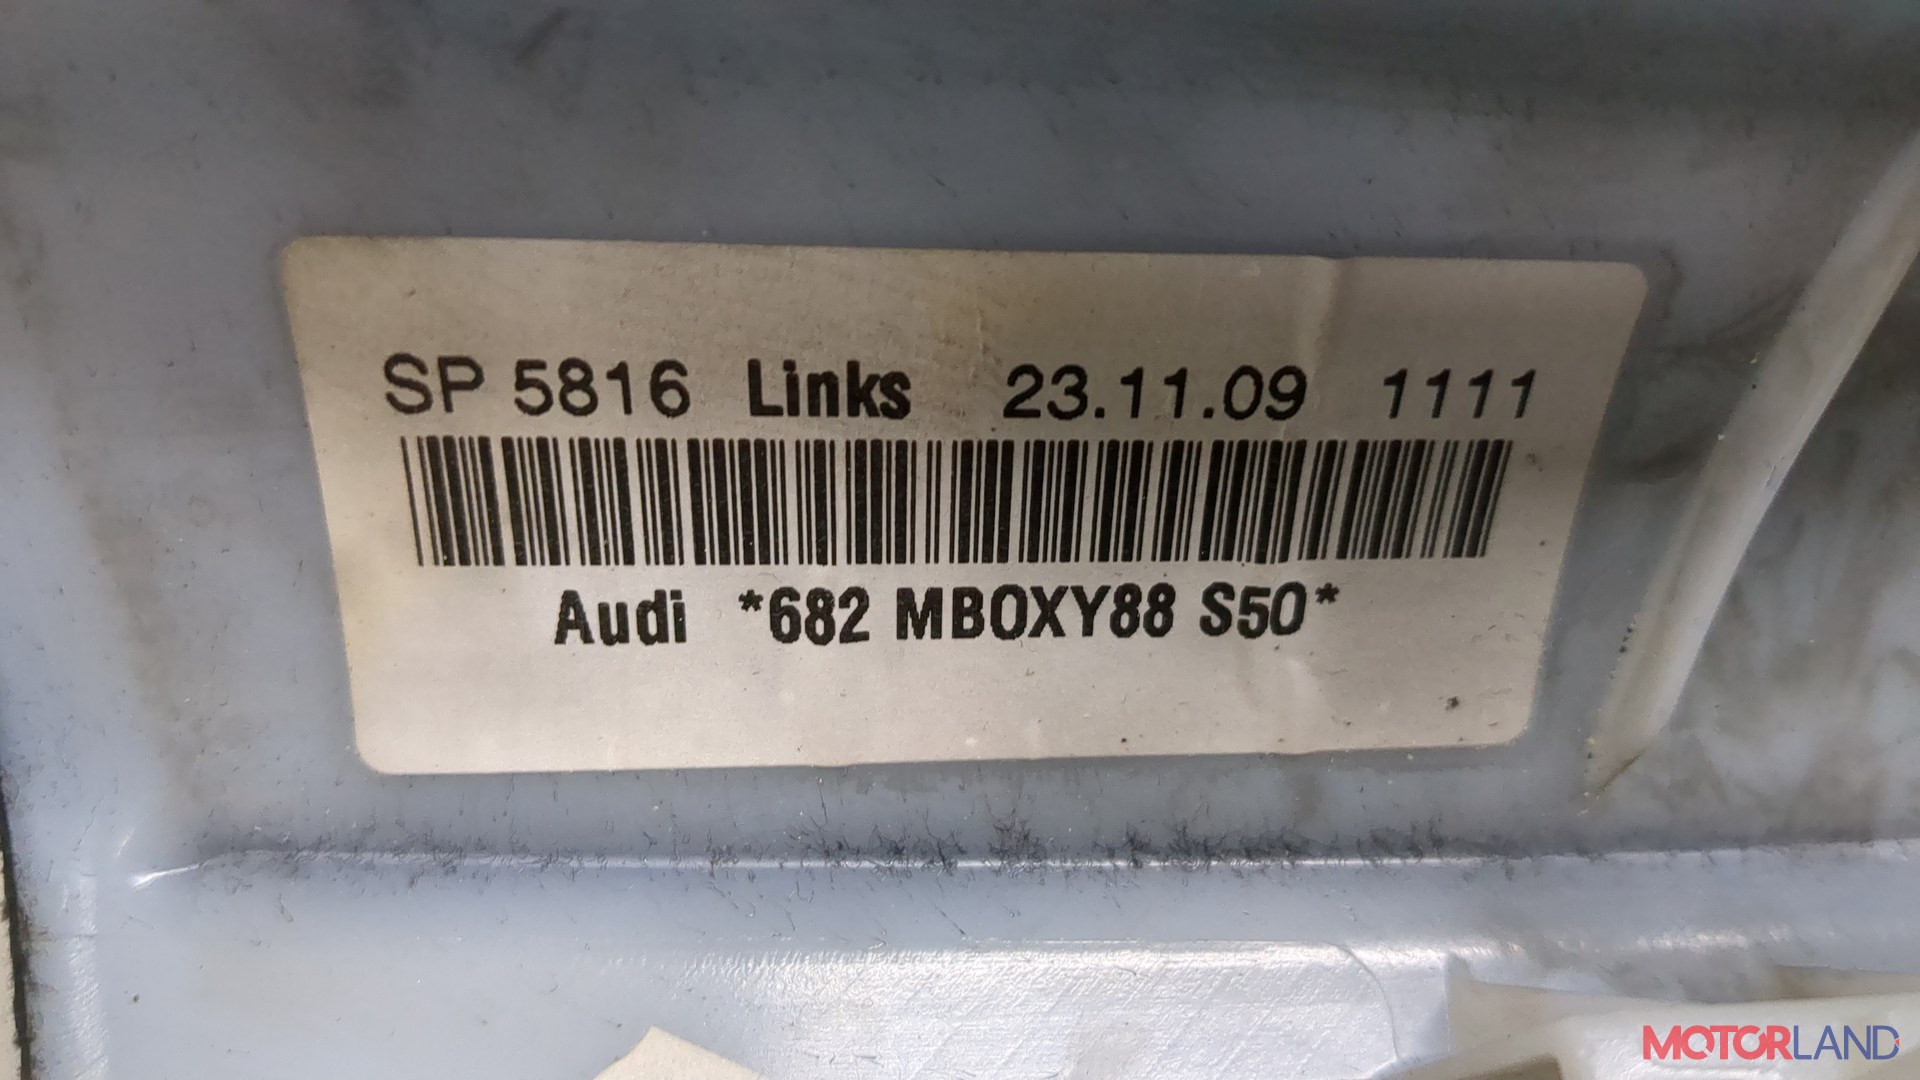 SP 5816 Links 23.11.09 1111
Audi *682 MBOXY88 S50*
MOTORLAND